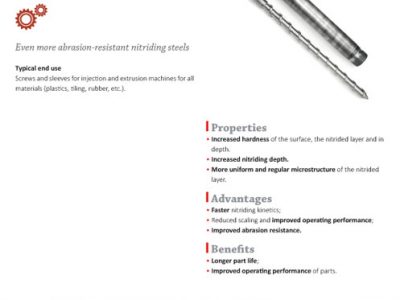 Even more abrasion-resistant nitriding steels
Typical end use
Screws and sleeves for injection and extrusion machines for all
materials (plastics, tiling, rubber, etc.).
Properties
• Increased hardness of the surface, the nitrided layer and in
depth.
• Increased nitriding depth.
• More uniform and regular microstructure of the nitrided
layer.
Advantages
• Faster nitriding kinetics;
• Reduced scaling and improved operating performance;
• Improved abrasion resistance.
Benefits
• Longer part life;
• Improved operating performance of parts.